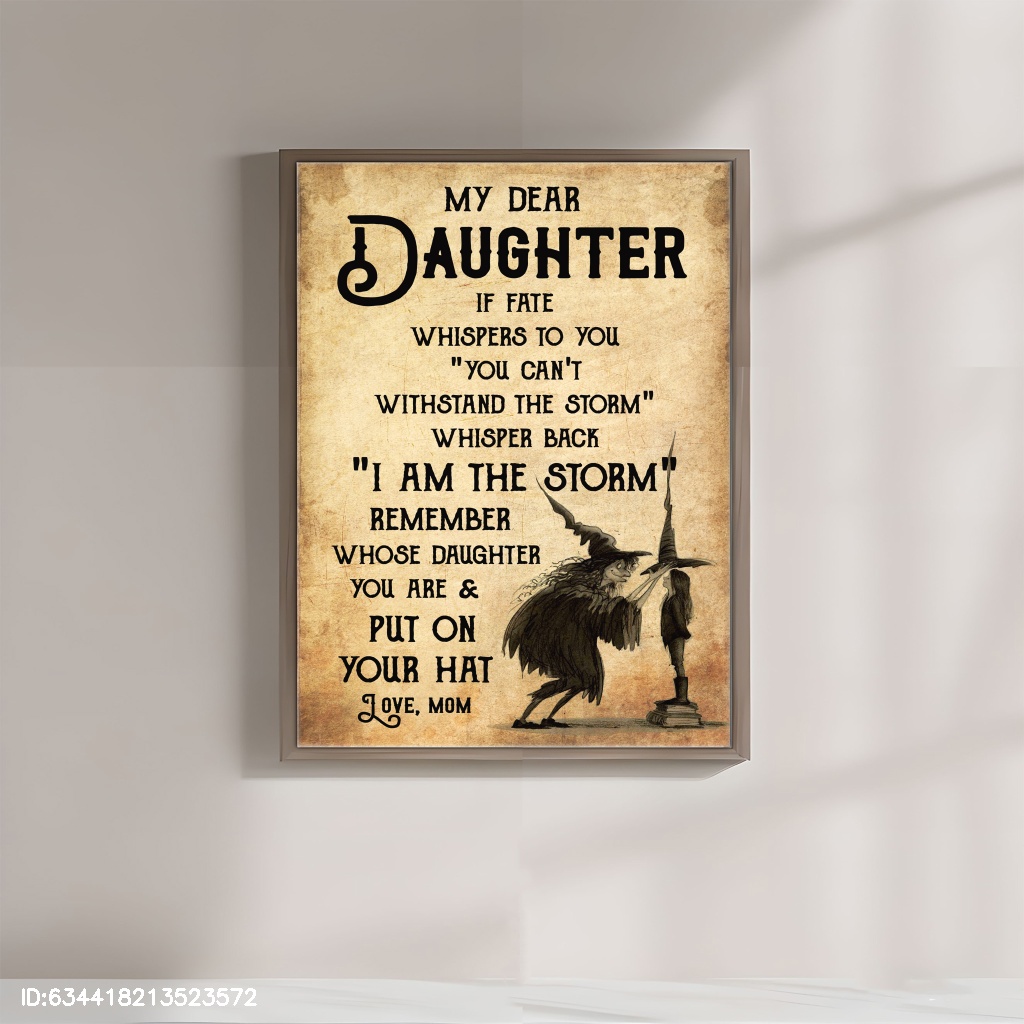 MY DEAR
DAUGHTER
IF FATE
WHISPERS TO YOU
"YOU CAN'T
WITHSTAND THE STORM"
WHISPER BACK
"I AM THE STORM"
REMEMBER
WHOSE DAUGHTER
YOU ARE &
PUT ON
YOUR HAT
LOVE, MOM
ID:634418213523572